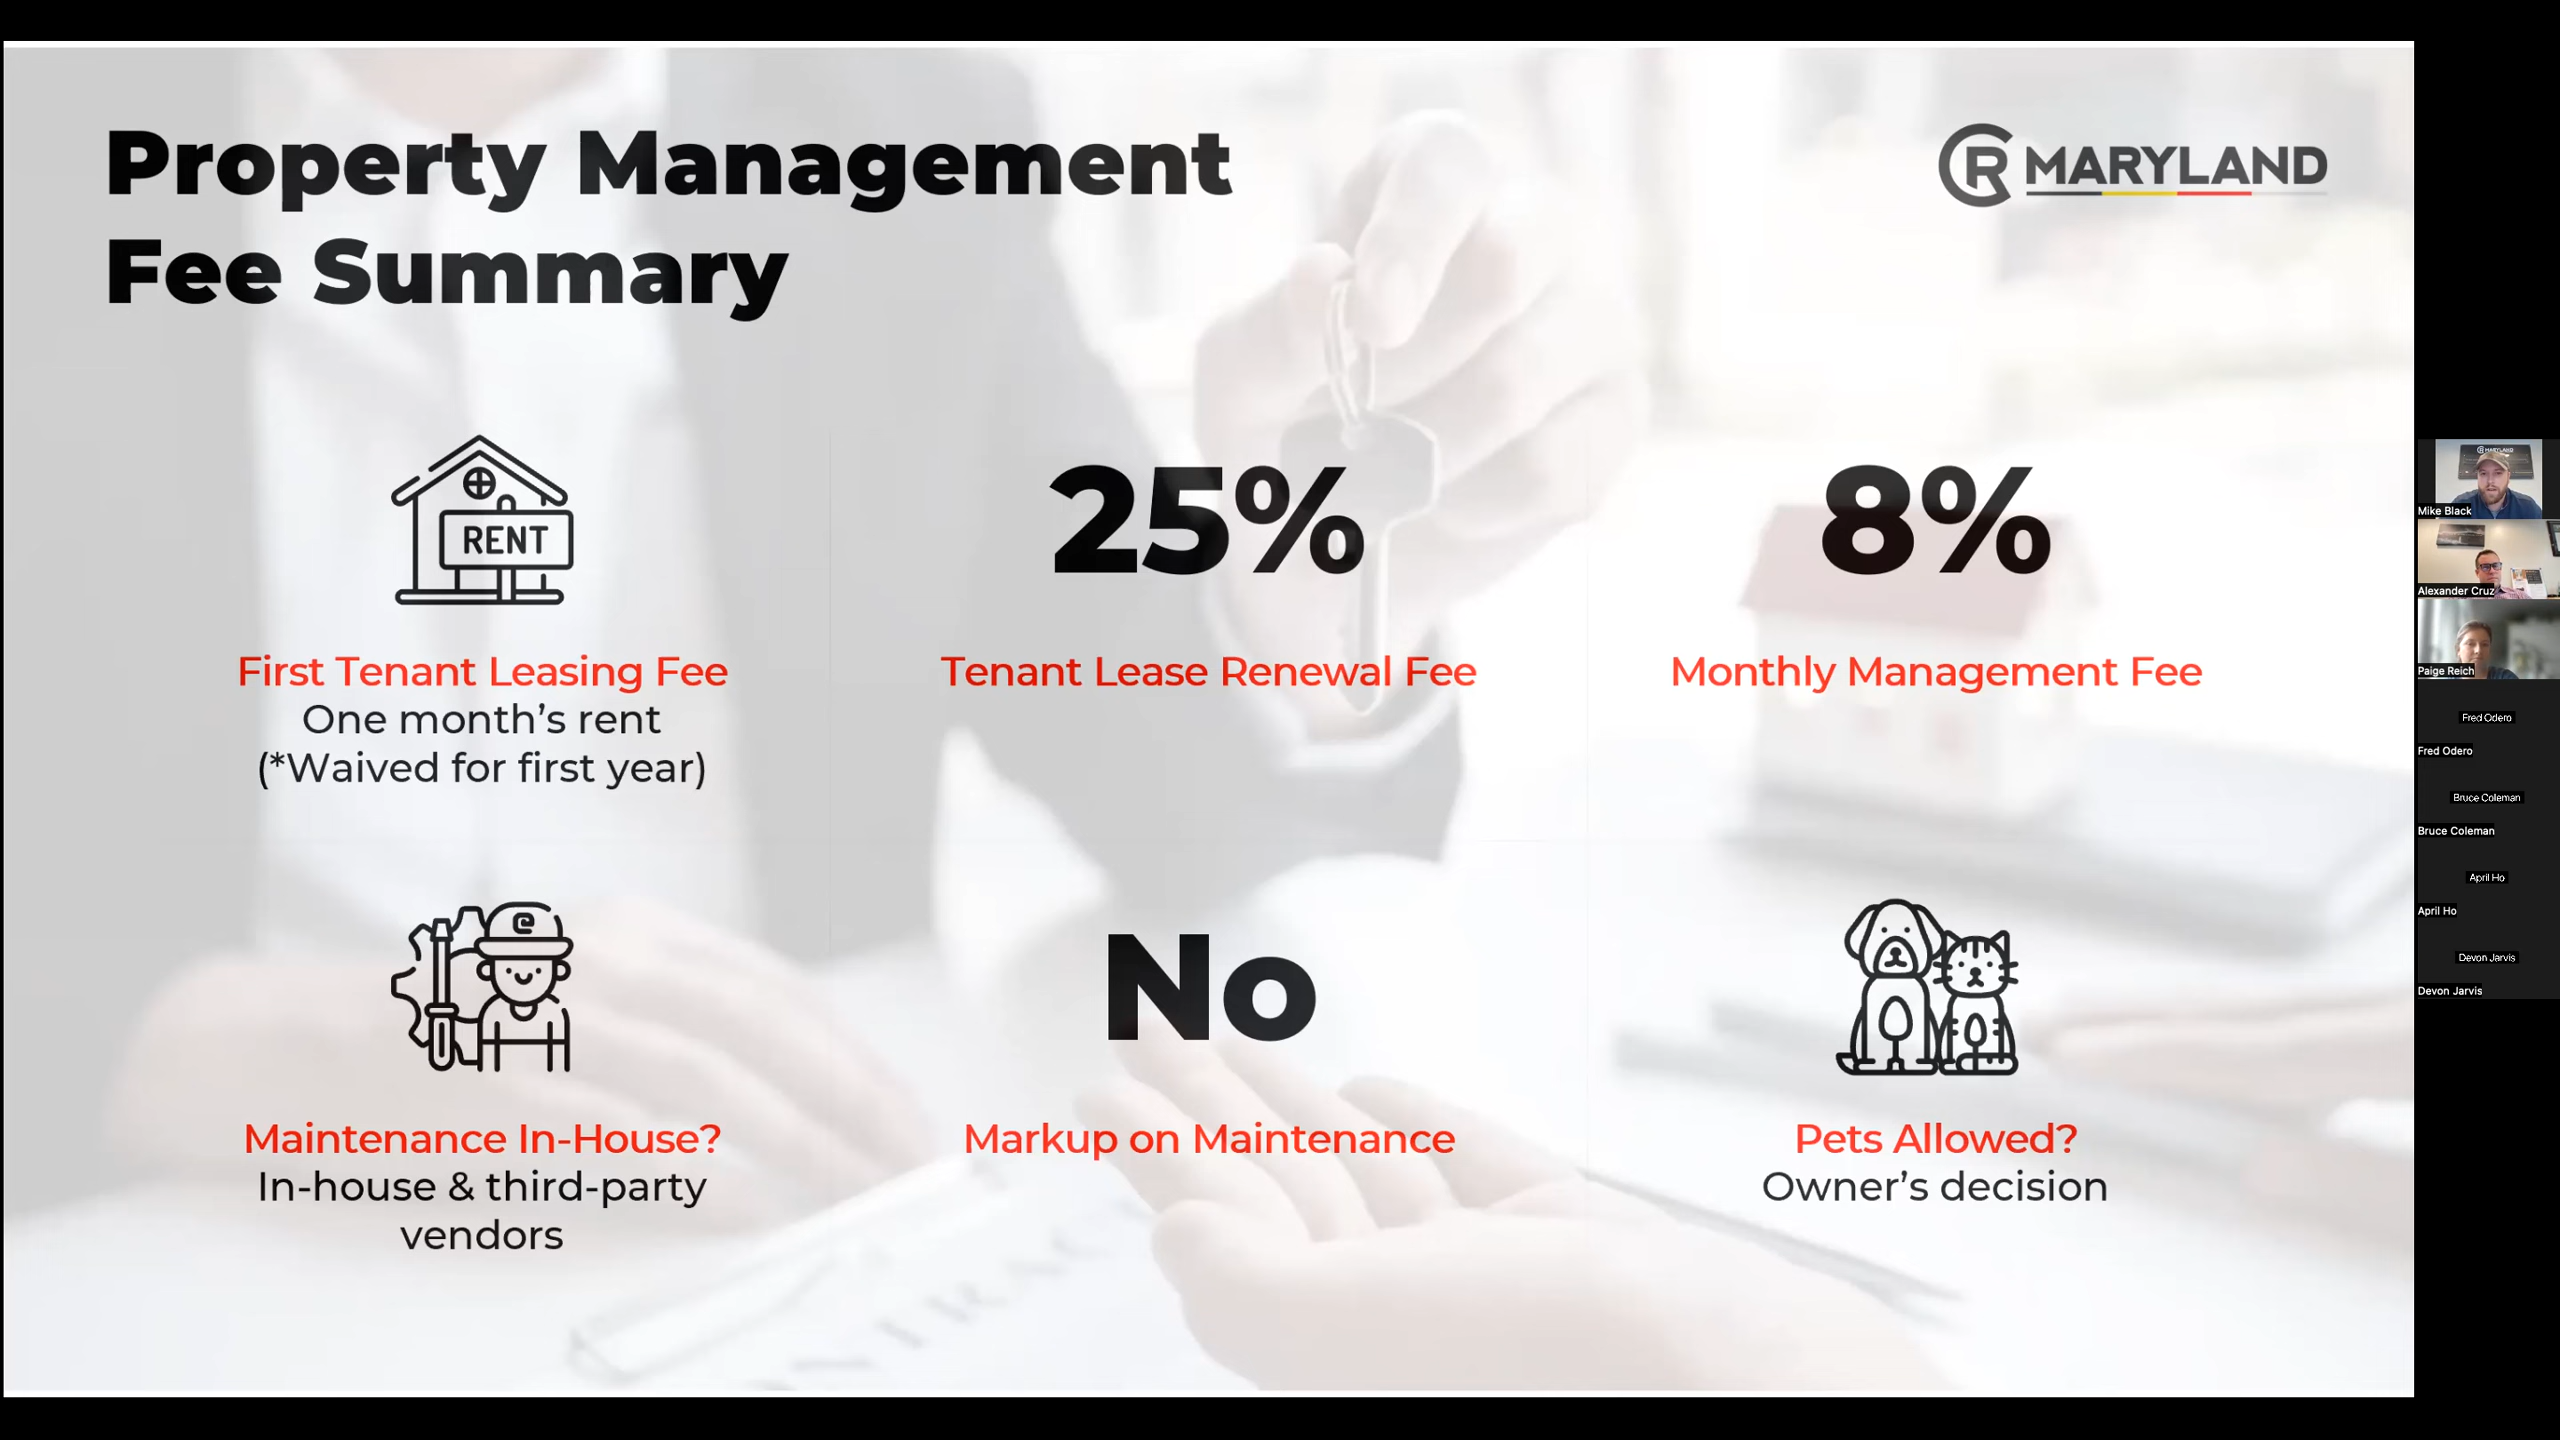 Property Management
Fee Summary
CR MARYLAND
RENT
25%
8%
First Tenant Leasing Fee
One month's rent
(*Waived for first year)
Tenant Lease Renewal Fee
Monthly Management Fee
No
Maintenance In-House?
In-house & third-party
vendors
Markup on Maintenance
Pets Allowed?
Owner's decision
Mike Black
Alexander Cruz
Paige Reich
Fred Odero
Fred Odero
Bruce Coleman
Bruce Coleman
April Ho
April Ho
Devon Jarvis
Devon Jarvis